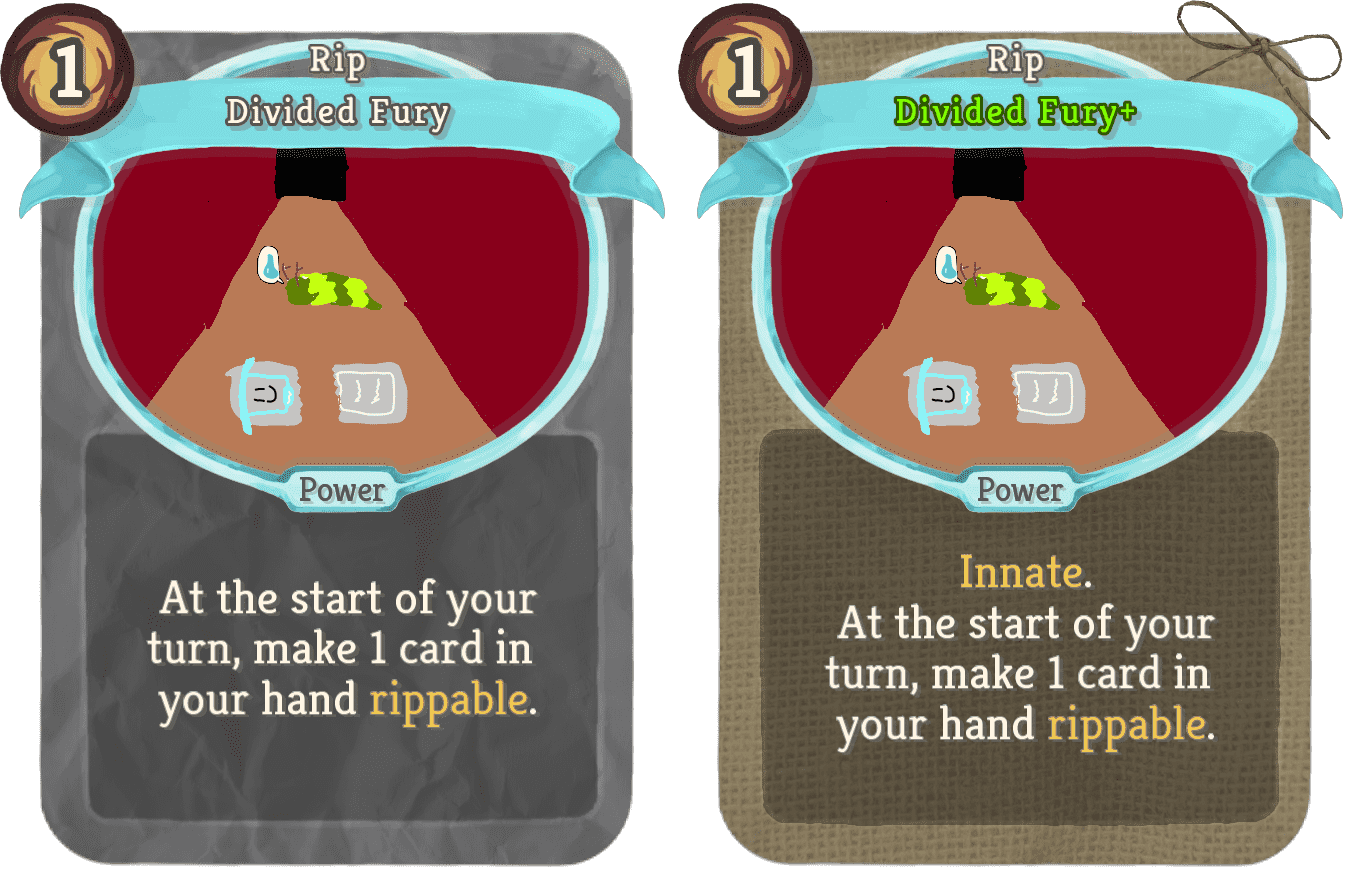 1
Rip
Divided Fury
Power
At the start of your
turn, make 1 card in
your hand rippable.
1
Rip
Divided Fury+
Power
Innate.
At the start of your
turn, make 1 card in
your hand rippable.